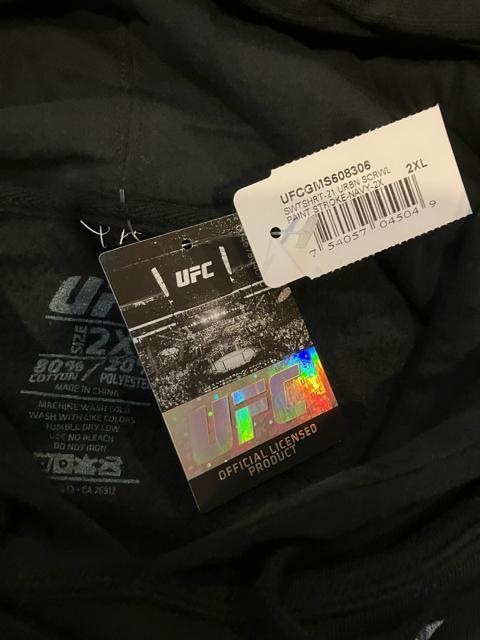 UFCGMS608306
2XL
SWTSHRT-21 URBN SCRWL
PAINT STROKE-NAVY-2X
7 54057 04504 9
UFC
UFC
OFFICIAL LICENSED
PRODUCT
SIZE
2X
80% / 20%
COTTON / POLYESTER
MADE IN CHINA
MACHINE WASH COLD
WASH WITH LIKE COLORS
TUMBLE DRY LOW
USE NO BLEACH
DO NOT IRON
CA 26912